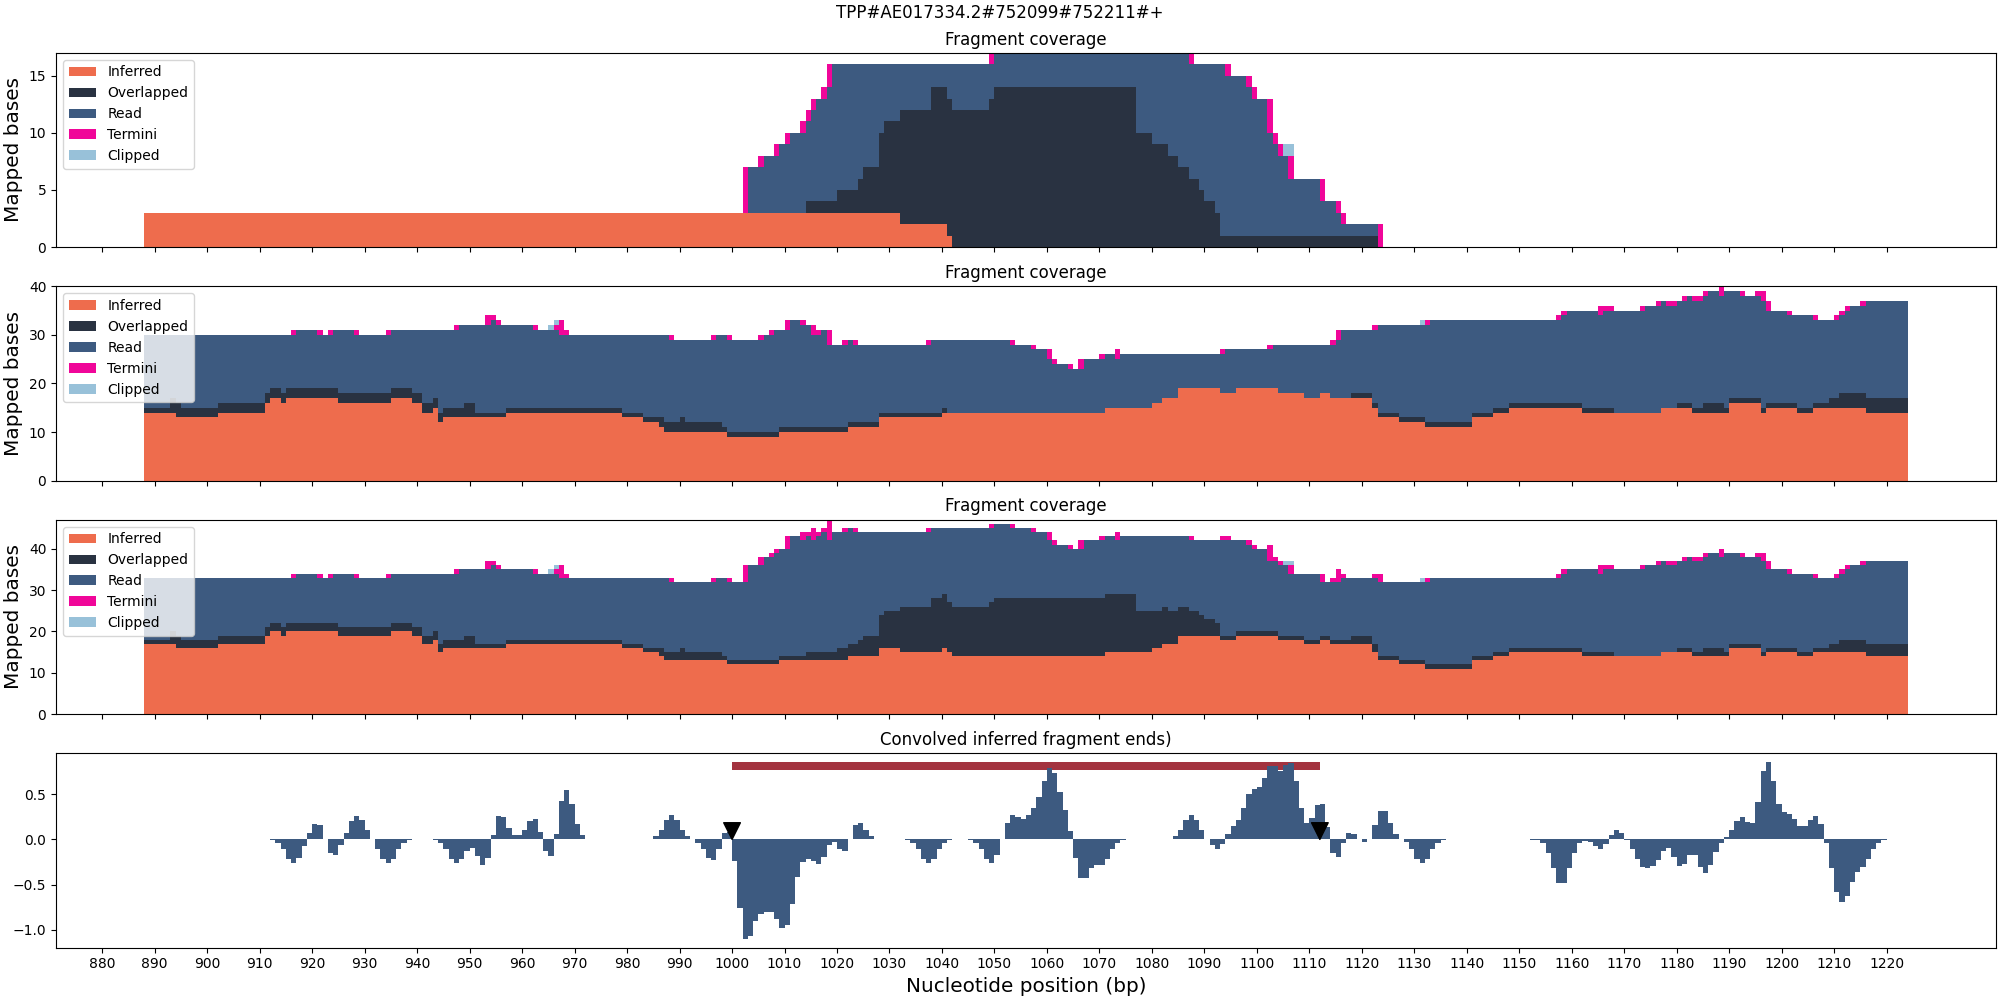 TPP#AE017334.2#752099#752211#+
Fragment coverage
Mapped bases
15
10
5
0
Inferred
Overlapped
Read
Termini
Clipped
Fragment coverage
Mapped bases
40
30
20
10
0
Inferred
Overlapped
Read
Termini
Clipped
Fragment coverage
Mapped bases
40
30
20
10
0
Inferred
Overlapped
Read
Termini
Clipped
Convolved inferred fragment ends)
0.5
0.0
−0.5
−1.0
880 890 900 910 920 930 940 950 960 970 980 990 1000 1010 1020 1030 1040 1050 1060 1070 1080 1090 1100 1110 1120 1130 1140 1150 1160 1170 1180 1190 1200 1210 1220
Nucleotide position (bp)